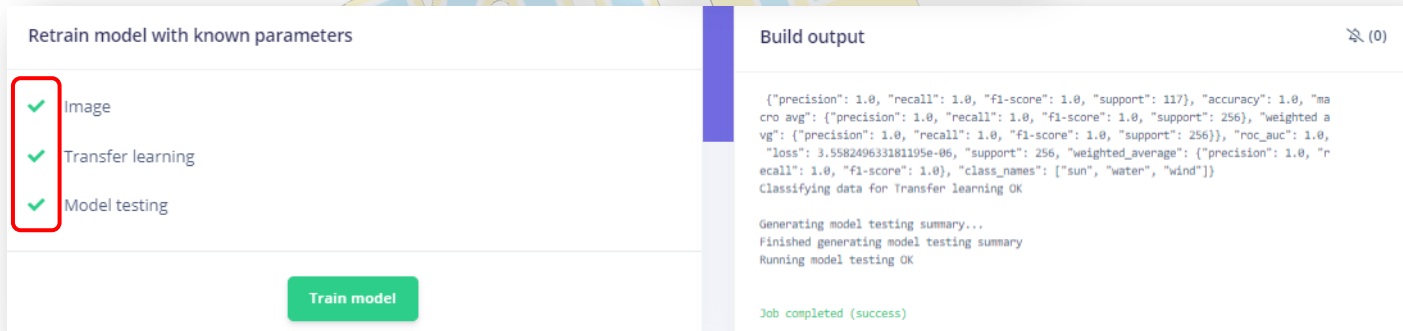 Retrain model with known parameters
Image
Transfer learning
Model testing
Train model
Build output
(0)
{"precision": 1.0, "recall": 1.0, "f1-score": 1.0, "support": 117}, "accuracy": 1.0, "ma
cro avg": {"precision": 1.0, "recall": 1.0, "f1-score": 1.0, "support": 256}, "weighted a
vg": {"precision": 1.0, "recall": 1.0, "f1-score": 1.0, "support": 256}}, "roc_auc": 1.0,
"loss": 3.558249633181195e-06, "support": 256, "weighted_average": {"precision": 1.0, "r
ecall": 1.0, "f1-score": 1.0}, "class_names": ["sun", "water", "wind"]}
Classifying data for Transfer learning OK
Generating model testing summary...
Finished generating model testing summary
Running model testing OK
Job completed (success)